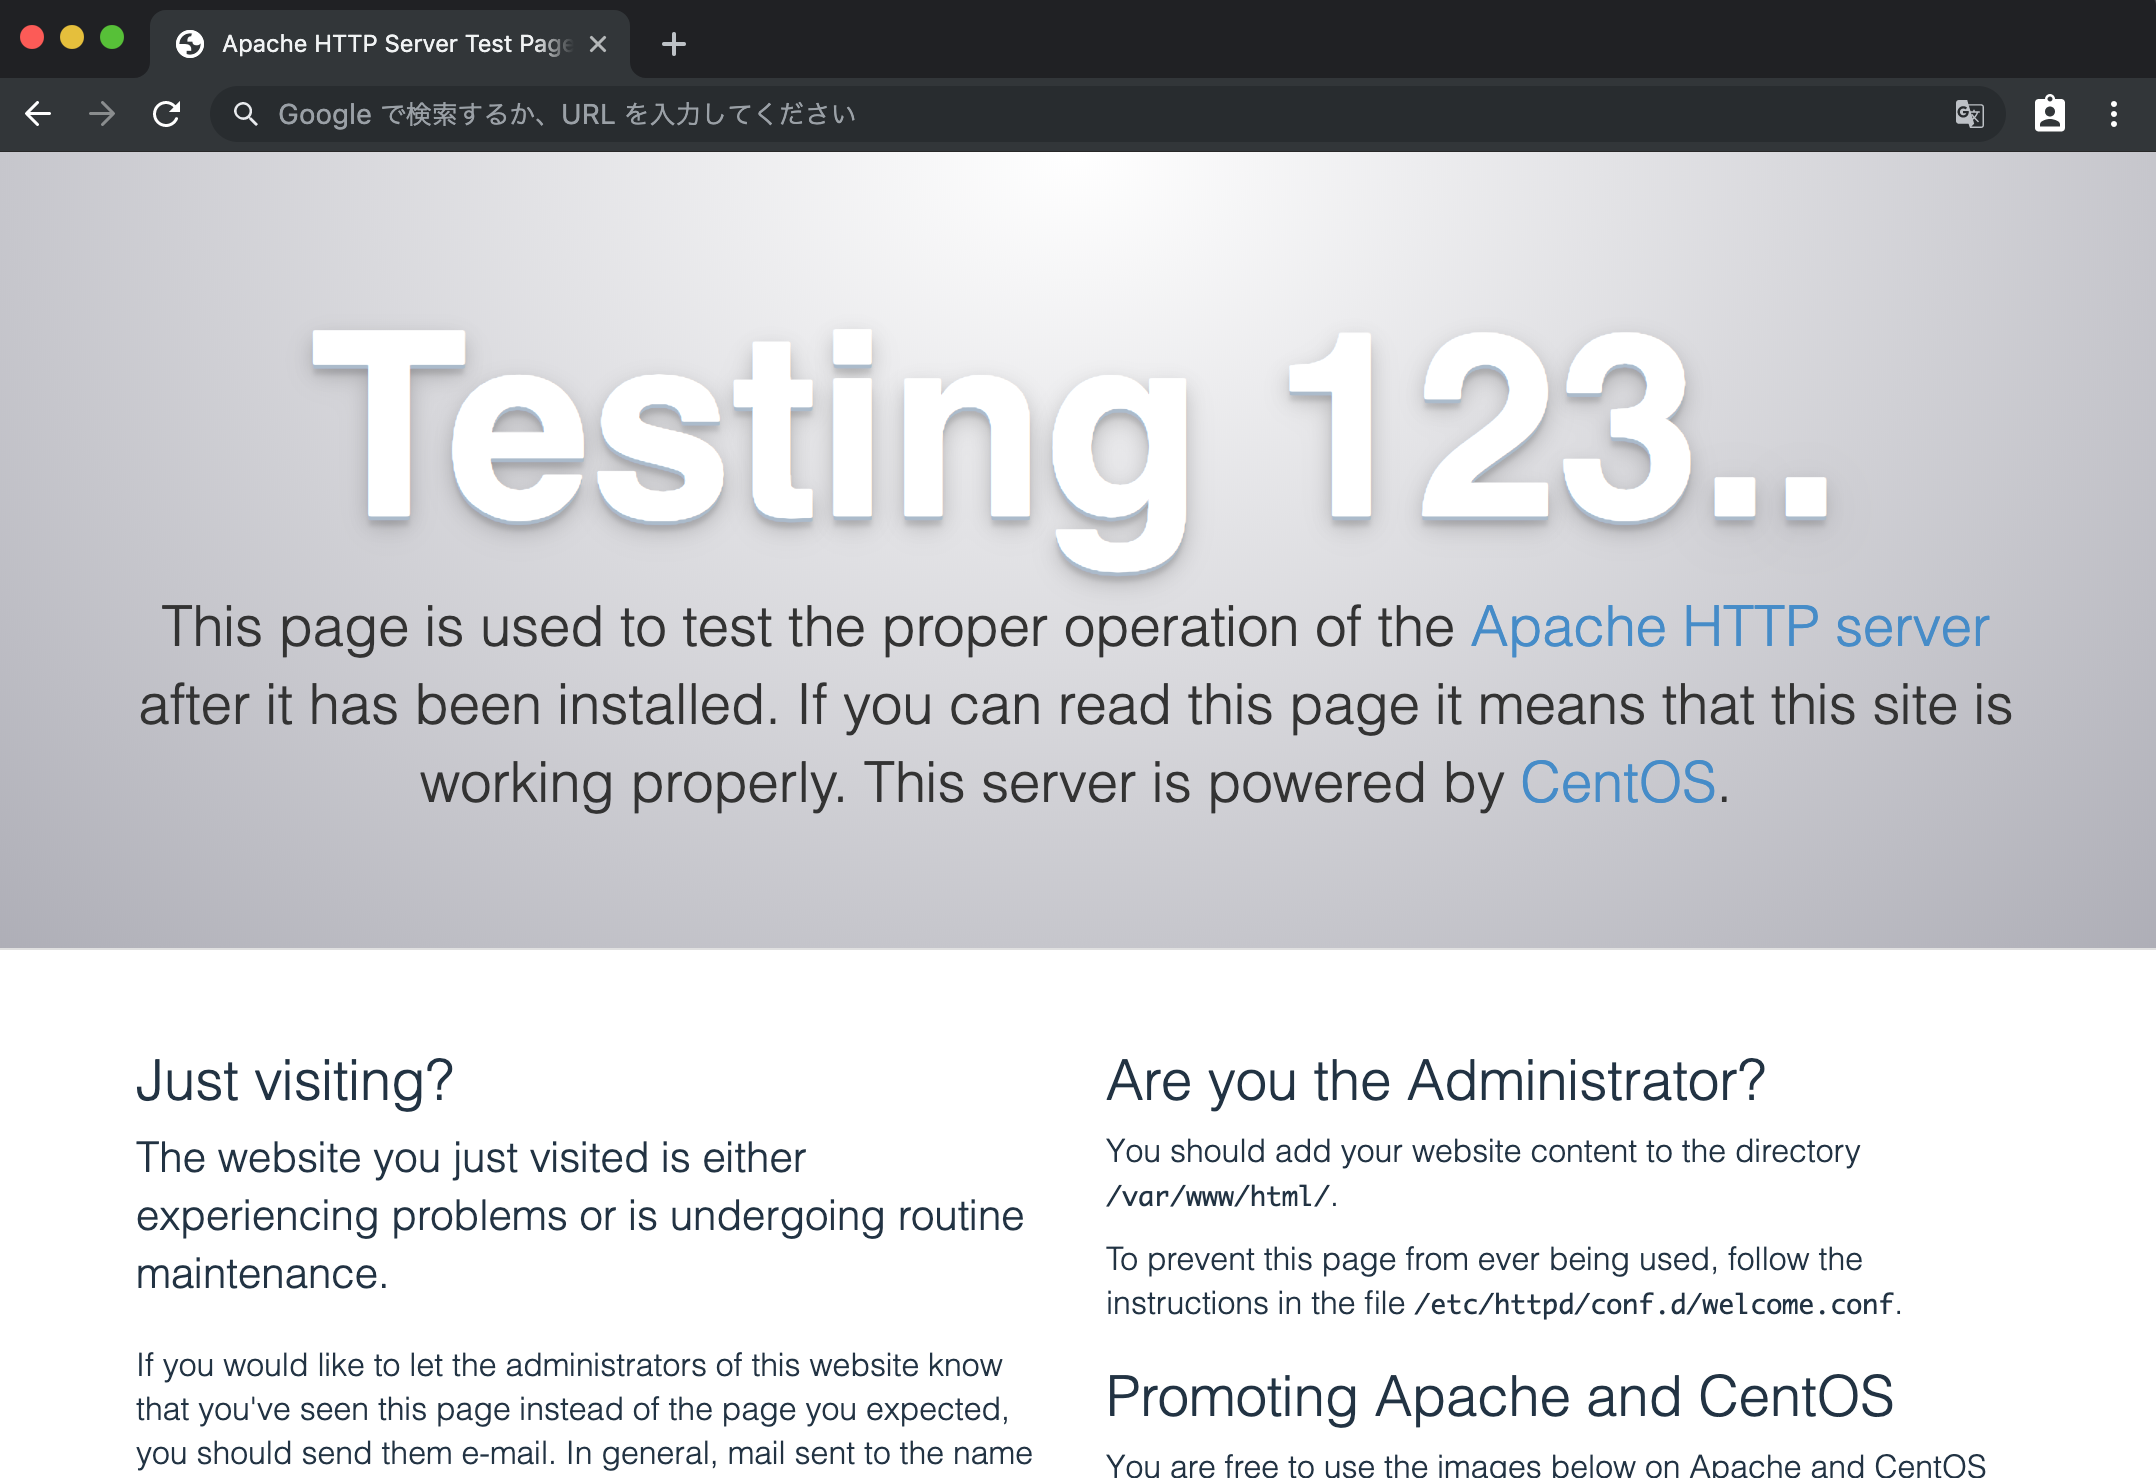 Apache HTTP Server Test Page
Google で検索するか、URL を入力してください
Testing 123..
This page is used to test the proper operation of the Apache HTTP server
after it has been installed. If you can read this page it means that this site is
working properly. This server is powered by CentOS.
Just visiting?
The website you just visited is either
experiencing problems or is undergoing routine
maintenance.
If you would like to let the administrators of this website know
that you've seen this page instead of the page you expected,
you should send them e-mail. In general, mail sent to the name
Are you the Administrator?
You should add your website content to the directory
/var/www/html/.
To prevent this page from ever being used, follow the
instructions in the file /etc/httpd/conf.d/welcome.conf.
Promoting Apache and CentOS
You are free to use the images below on Apache and CentOS